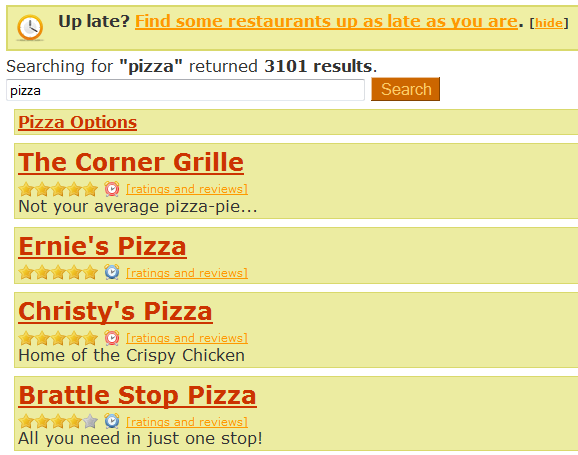 Up late? Find some restaurants up as late as you are. [hide]
Searching for "pizza" returned 3101 results.
pizza Search
Pizza Options
The Corner Grille
[ratings and reviews]
Not your average pizza-pie...
Ernie's Pizza
[ratings and reviews]
Christy's Pizza
[ratings and reviews]
Home of the Crispy Chicken
Brattle Stop Pizza
[ratings and reviews]
All you need in just one stop!